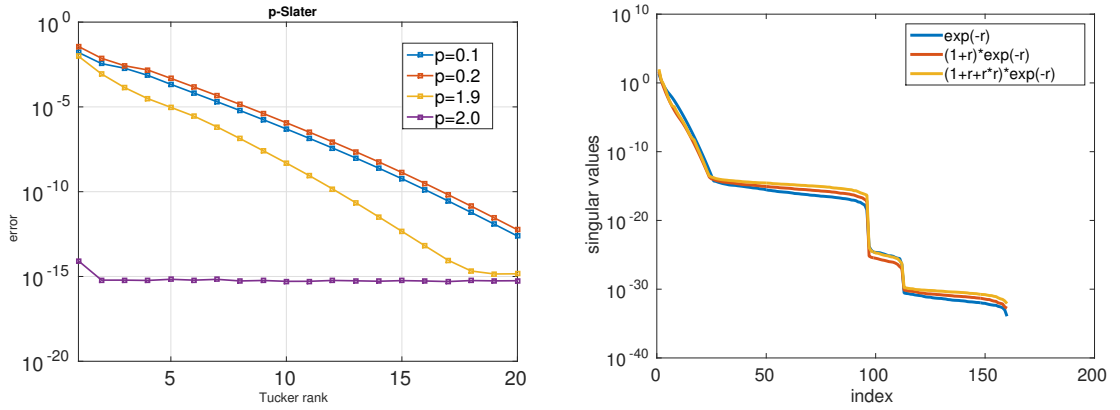 p-Slater
10^0
10^-5
10^-10
10^-15
10^-20
error
5
10
15
20
Tucker rank
p=0.1
p=0.2
p=1.9
p=2.0
10^10
10^0
10^-10
10^-20
10^-30
10^-40
singular values
0
50
100
150
200
index
exp(-r)
(1+r)*exp(-r)
(1+r+r*r)*exp(-r)